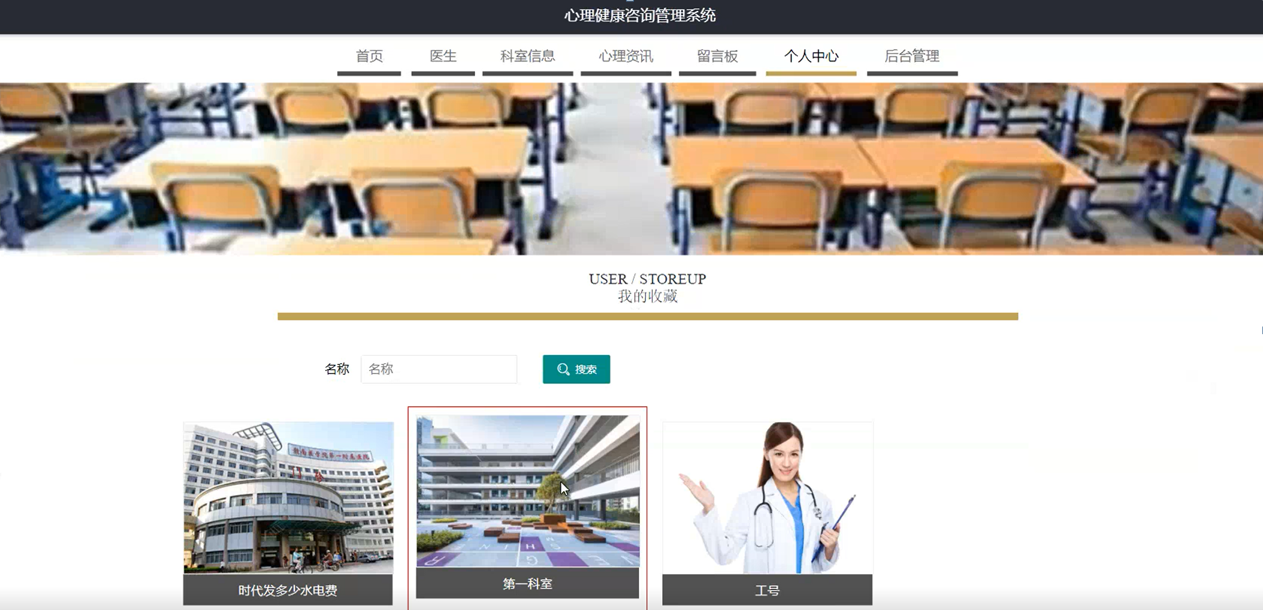 心理健康咨询管理系统
首页 医生 科室信息 心理资讯 留言板 个人中心 后台管理
USER / STOREUP
我的收藏
名称 名称 搜索
时代发多少水电费 第一科室 工号